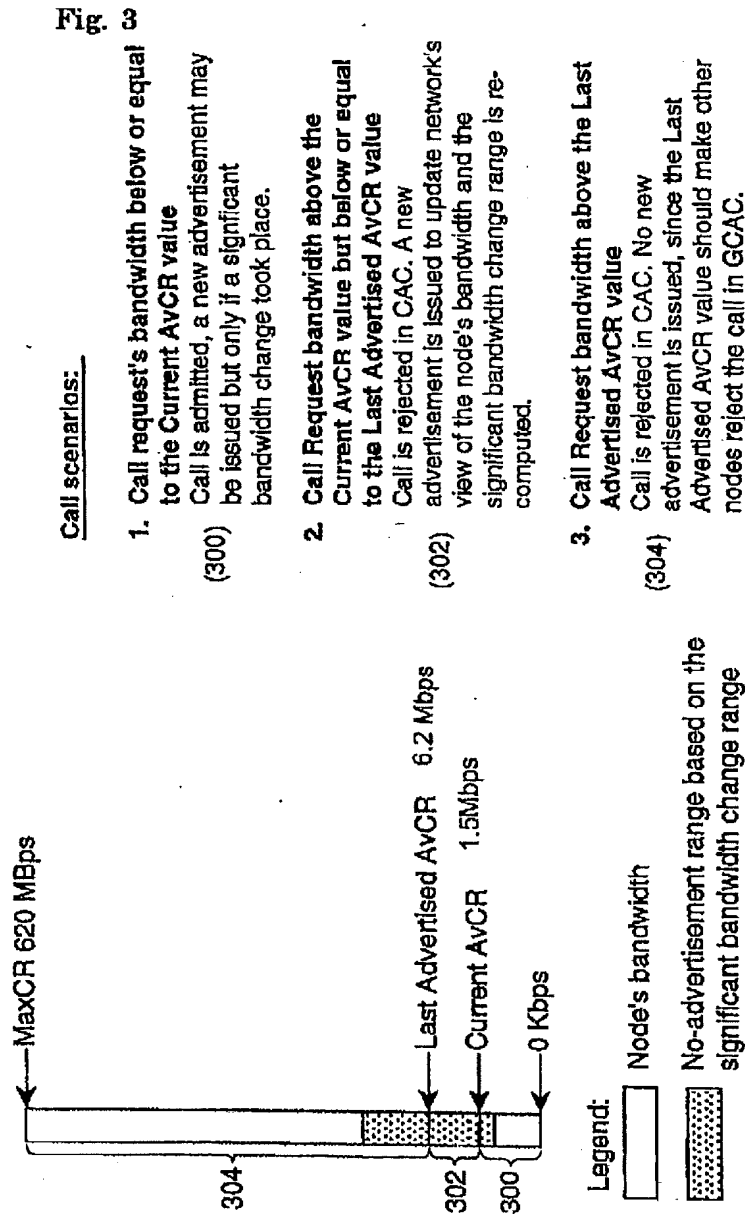 Fig. 3
MaxCR 620 MBps
Last Advertised AvCR 6.2 Mbps
Current AvCR 1.5Mbps
0 Kbps
304
302
300
Legend:
Node's bandwidth
No-advertisement range based on the
significant bandwidth change range
Call scenarios:
1. Call request's bandwidth below or equal
to the Current AvCR value
Call is admitted, a new advertisement may
be issued but only if a signficant
bandwidth change took place.
(300)
2. Call Request bandwidth above the
Current AvCR value but below or equal
to the Last Advertised AvCR value
Call is rejected in CAC. A new
advertisement is issued to update network's
view of the node's bandwidth and the
significant bandwidth change range is re-
computed.
(302)
3. Call Request bandwidth above the Last
Advertised AvCR value
Call is rejected in CAC. No new
advertisement is issued, since the Last
Advertised AvCR value should make other
nodes reject the call in GCAC.
(304)